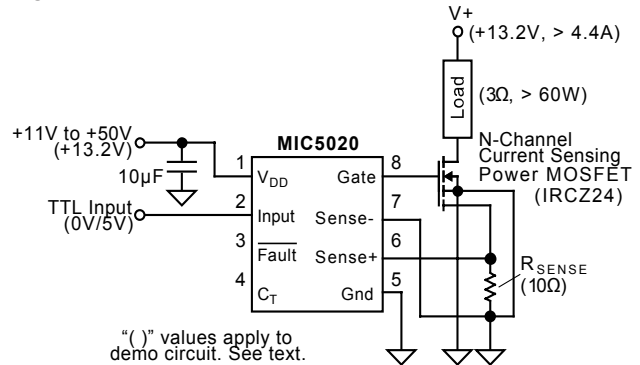 V+
(+13.2V, > 4.4A)
Load
(3Ω, > 60W)
+11V to +50V
(+13.2V)
10µF
TTL Input
(0V/5V)
MIC5020
1
VDD
2
Input
3
Fault
4
CT
8
Gate
7
Sense-
6
Sense+
5
Gnd
N-Channel
Current Sensing
Power MOSFET
(IRCZ24)
RSENSE
(10Ω)
“( )” values apply to
demo circuit. See text.